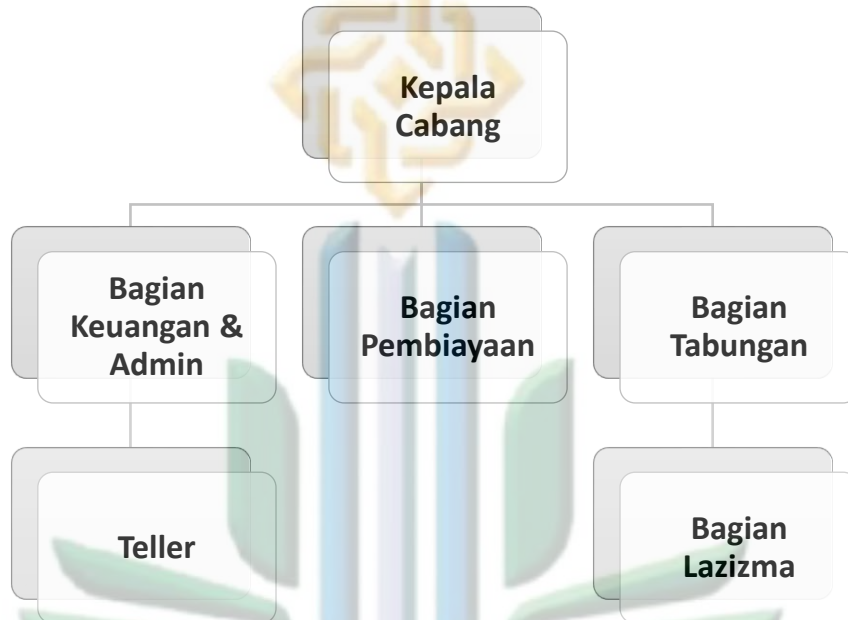 Kepala
Cabang
Bagian
Keuangan &
Admin
Bagian
Pembiayaan
Bagian
Tabungan
Teller
Bagian
Lazizma